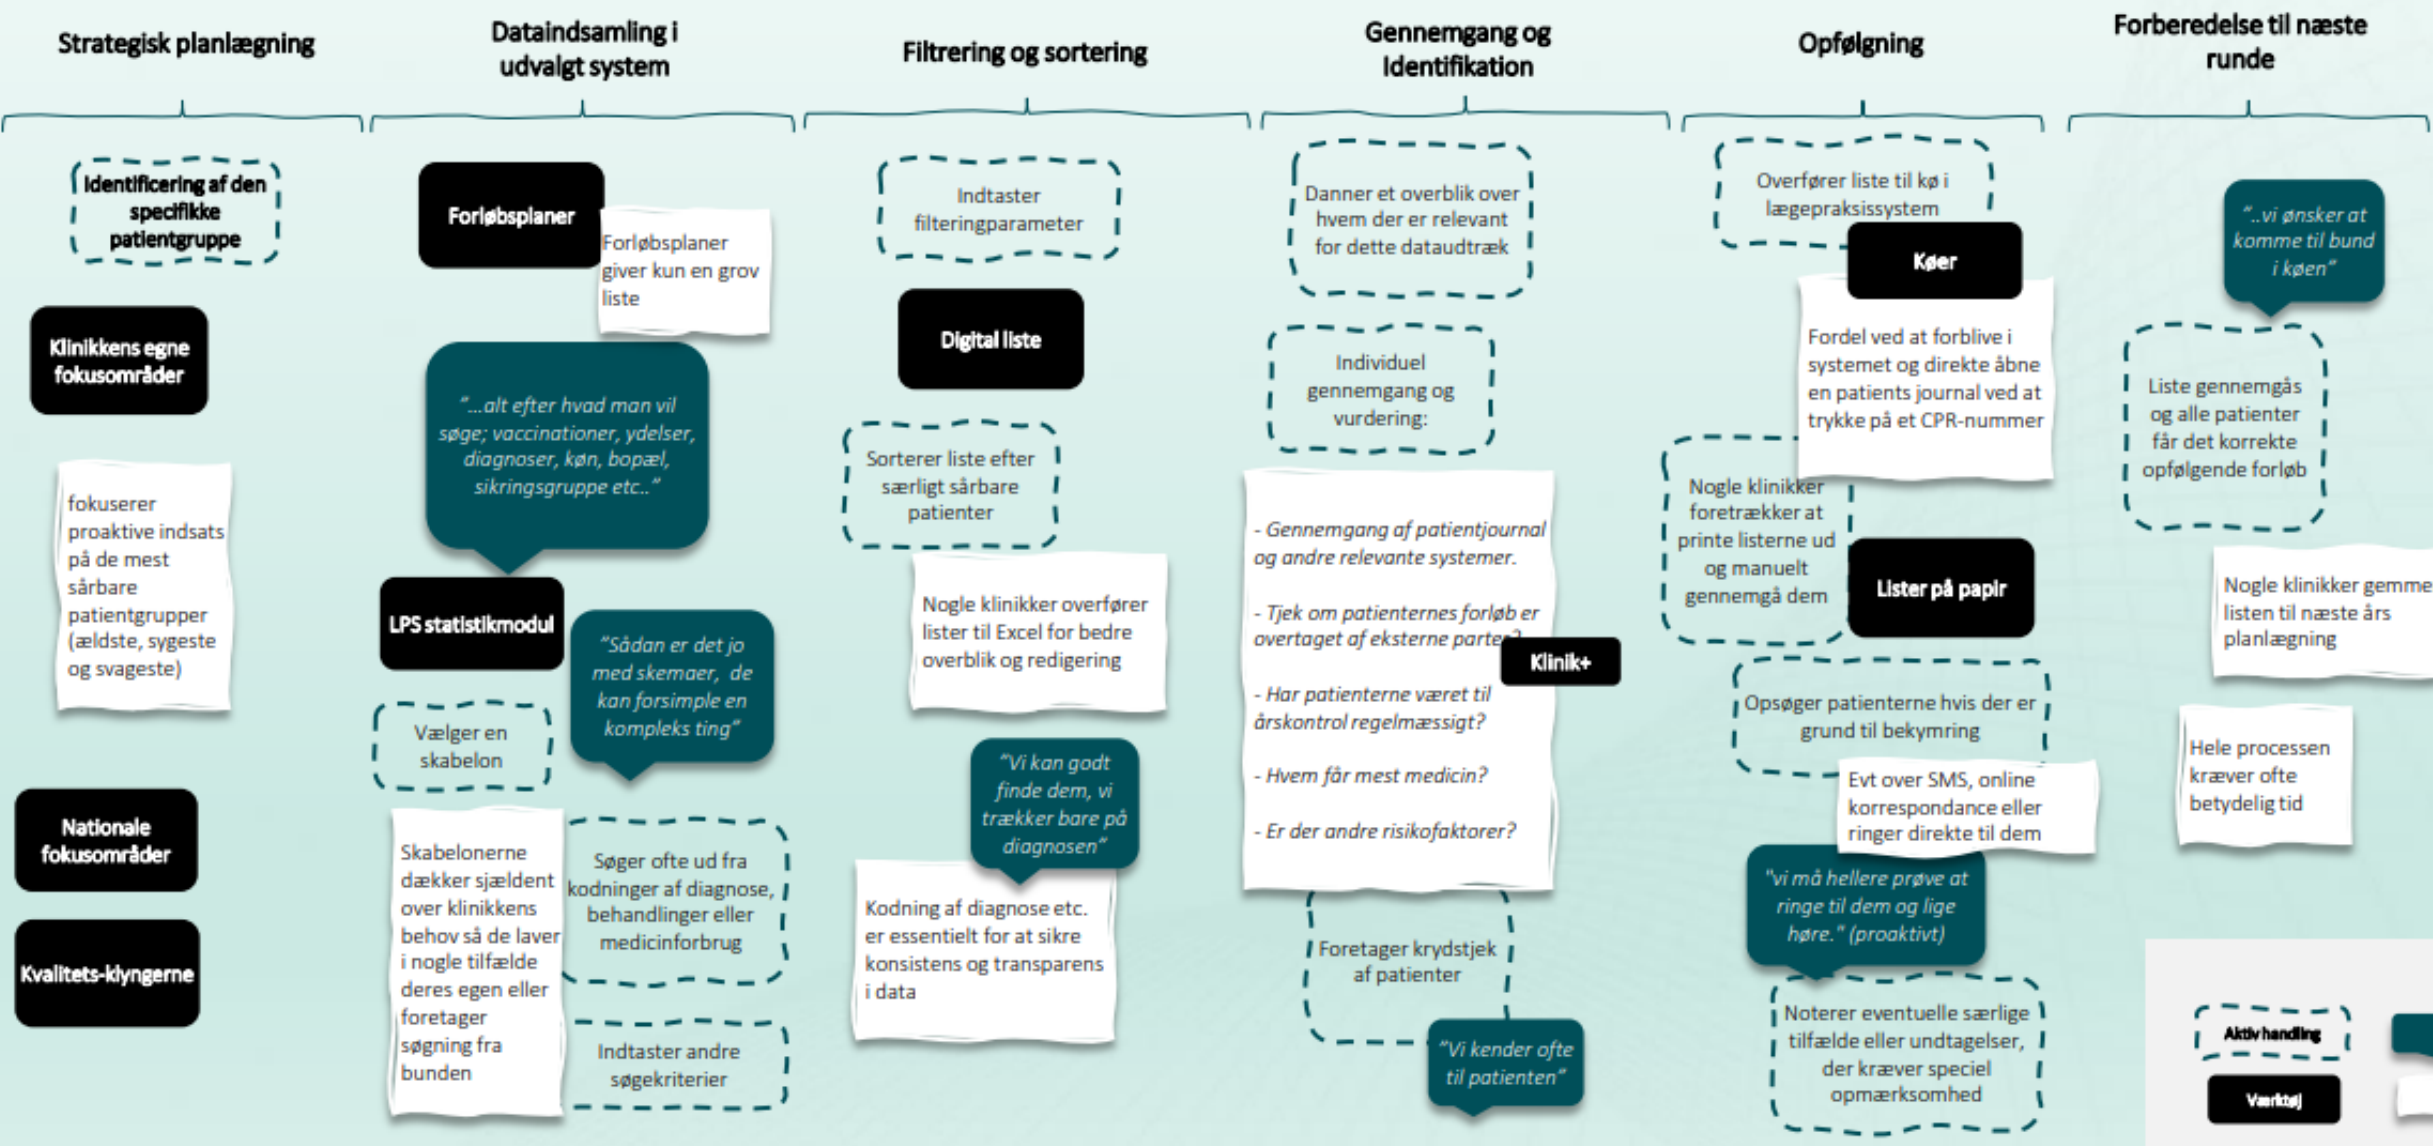 Strategisk planlægning
Dataindsamling i
udvalgt system
Filtrering og sortering
Gennemgang og
Identifikation
Opfølgning
Forberedelse til næste
runde
Identificering af den
specifikke
patientgruppe
Klinikkens egne
fokusområder
fokuserer
proaktive indsats
på de mest
sårbare
patientgrupper
(ældste, sygeste
og svageste)
Nationale
fokusområder
Kvalitets-klyngerne
Forløbsplaner
Forløbsplaner
giver kun en grov
liste
"...alt efter hvad man vil
søge; vaccinationer, ydelser,
diagnoser, køn, bopæl,
sikringsgruppe etc.."
LPS statistikmodul
"Sådan er det jo
med skemaer, de
kan forsimple en
kompleks ting"
Vælger en
skabelon
Skabelonerne
dækker sjældent
over klinikkens
behov så de laver
i nogle tilfælde
deres egen eller
foretager
søgning fra
bunden
Søger ofte ud fra
kodninger af diagnose,
behandlinger eller
medicinforbrug
Indtaster andre
søgekriterier
Indtaster
filteringparameter
Digital liste
Sorterer liste efter
særligt sårbare
patienter
Nogle klinikker overfører
lister til Excel for bedre
overblik og redigering
"Vi kan godt
finde dem, vi
trækker bare på
diagnosen"
Kodning af diagnose etc.
er essentielt for at sikre
konsistens og transparens
i data
Danner et overblik over
hvem der er relevant
for dette dataudtræk
Individuel
gennemgang og
vurdering:
- Gennemgang af patientjournal
og andre relevante systemer.
- Tjek om patienternes forløb er
overtaget af eksterne parter?
Klinik+
- Har patienterne været til
årskontrol regelmæssigt?
- Hvem får mest medicin?
- Er der andre risikofaktorer?
Foretager krydstjek
af patienter
"Vi kender ofte
til patienten"
Overfører liste til kø i
lægepraksissystem
Køer
Fordel ved at forblive i
systemet og direkte åbne
en patients journal ved at
trykke på et CPR-nummer
Nogle klinikker
foretrækker at
printe listerne ud
og manuelt
gennemgå dem
Lister på papir
Opsøger patienterne hvis der er
grund til bekymring
Evt over SMS, online
korrespondance eller
ringer direkte til dem
"vi må hellere prøve at
ringe til dem og lige
høre." (proaktivt)
Noterer eventuelle særlige
tilfælde eller undtagelser,
der kræver speciel
opmærksomhed
"..vi ønsker at
komme til bund
i køen"
Liste gennemgås
og alle patienter
får det korrekte
opfølgende forløb
Nogle klinikker gemme
listen til næste års
planlægning
Hele processen
kræver ofte
betydelig tid
Aktiv handling
Værktøj